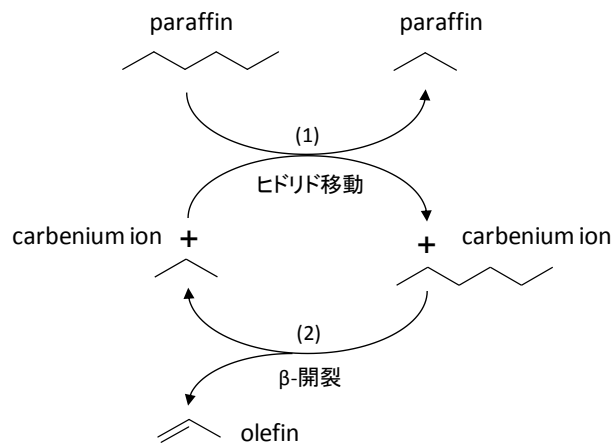 paraffin
paraffin
(1)
ヒドリド移動
carbenium ion +
+ carbenium ion
(2)
β-開裂
olefin